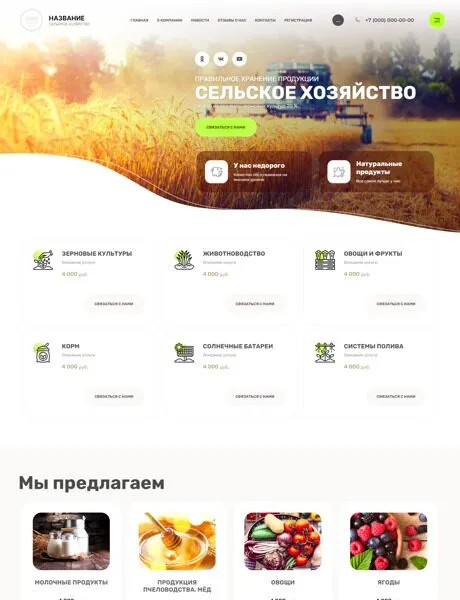 НАЗВАНИЕ
СЕЛЬСКОЕ ХОЗЯЙСТВО
ГЛАВНАЯ О КОМПАНИИ НОВОСТИ ОТЗЫВЫ О НАС КОНТАКТЫ РЕГИСТРАЦИЯ
+7 (000) 000-00-00
ПРАВИЛЬНОЕ ХРАНЕНИЕ ПРОДУКЦИИ
СЕЛЬСКОЕ ХОЗЯЙСТВО
СВЯЗАТЬСЯ С НАМИ
У нас недорого
Качество обслуживания на
высоком уровне
Натуральные
продукты
Все самое лучшее у нас
ЗЕРНОВЫЕ КУЛЬТУРЫ
Описание услуги
4 000 руб.
СВЯЗАТЬСЯ С НАМИ
ЖИВОТНОВОДСТВО
Описание услуги
4 000 руб.
СВЯЗАТЬСЯ С НАМИ
ОВОЩИ И ФРУКТЫ
Описание услуги
4 000 руб.
СВЯЗАТЬСЯ С НАМИ
КОРМ
Описание услуги
4 000 руб.
СВЯЗАТЬСЯ С НАМИ
СОЛНЕЧНЫЕ БАТАРЕИ
Описание услуги
4 000 руб.
СВЯЗАТЬСЯ С НАМИ
СИСТЕМЫ ПОЛИВА
Описание услуги
4 000 руб.
СВЯЗАТЬСЯ С НАМИ
Мы предлагаем
МОЛОЧНЫЕ ПРОДУКТЫ
ПРОДУКЦИЯ
ПЧЕЛОВОДСТВА. МЁД
ОВОЩИ
ЯГОДЫ